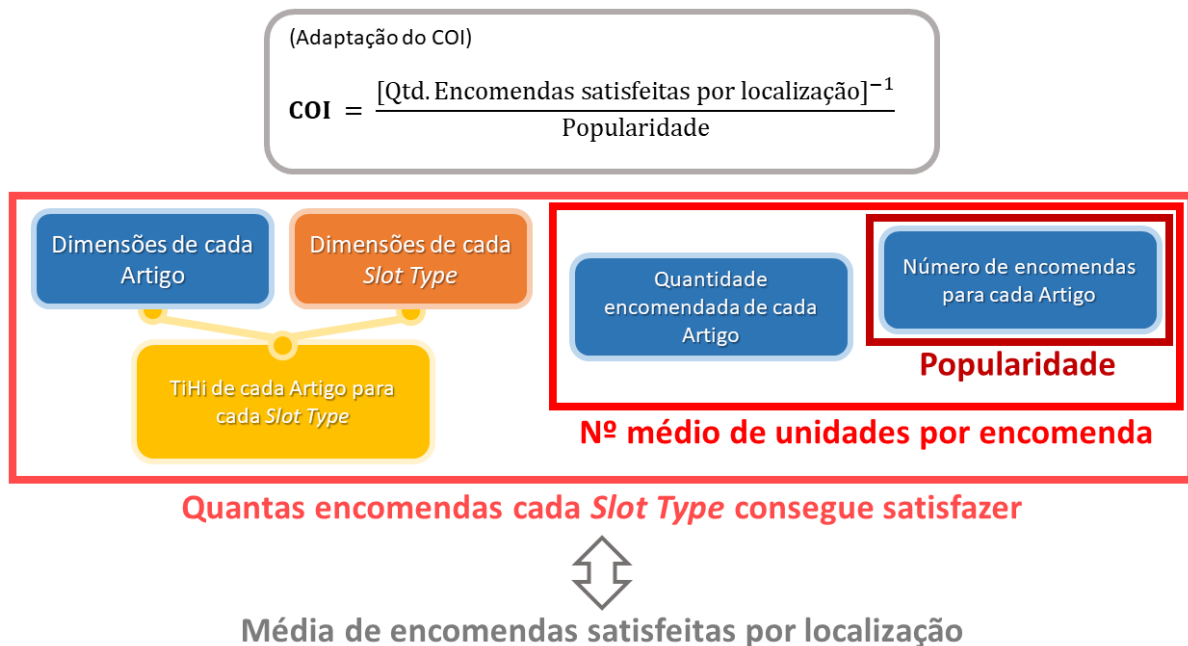 (Adaptação do COI)
COI = [Qtd. Encomendas satisfeitas por localização]⁻¹ / Popularidade
Dimensões de cada
Artigo
Dimensões de cada
Slot Type
TiHi de cada Artigo para
cada Slot Type
Quantidade
encomendada de cada
Artigo
Número de encomendas
para cada Artigo
Popularidade
Nº médio de unidades por encomenda
Quantas encomendas cada Slot Type consegue satisfazer
Média de encomendas satisfeitas por localização